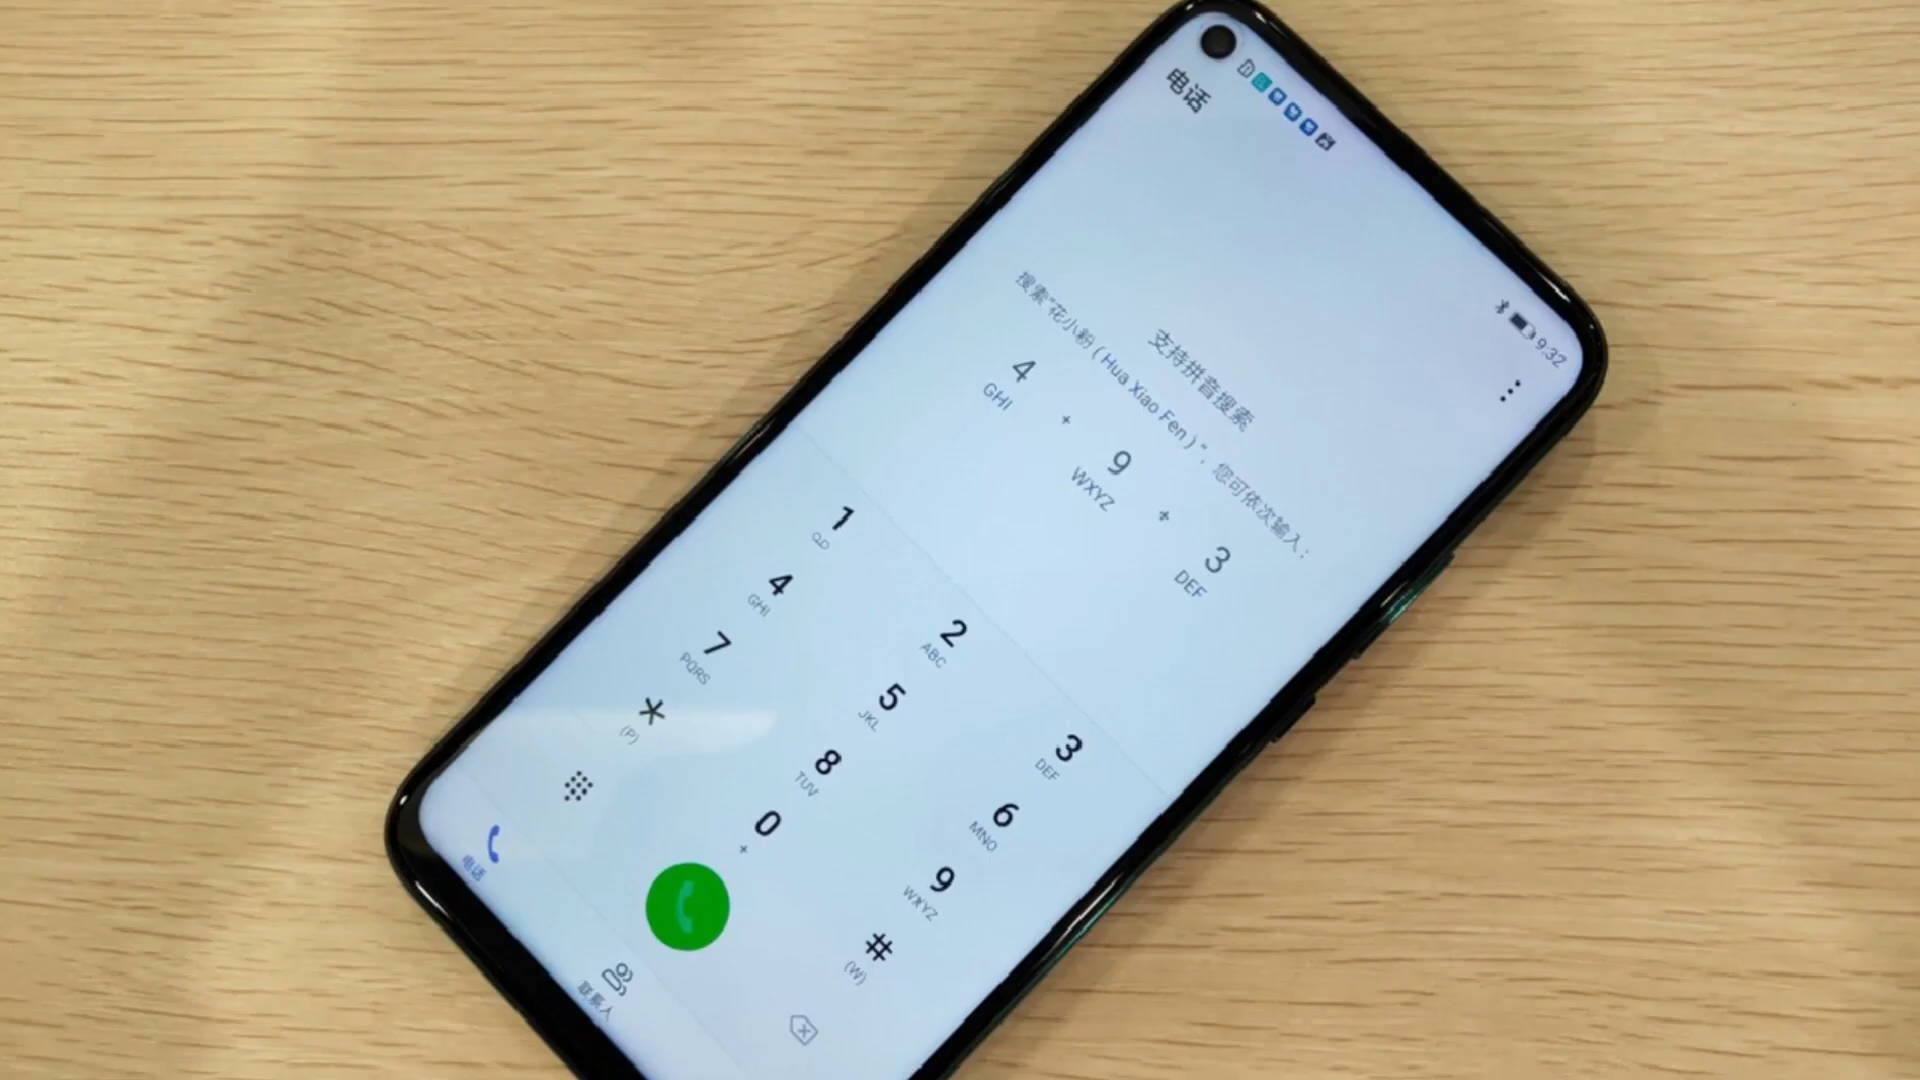 9:32
电话
支持拼音搜索
搜索“花小粉 ( Hua Xiao Fen ) ”，您可依次输入：
4 + 9 + 3
GHI WXYZ DEF
1 2 3
ABC DEF
4 5 6
GHI JKL MNO
7 8 9
PQRS TUV WXYZ
* 0 #
(P) + (W)
电话 联系人